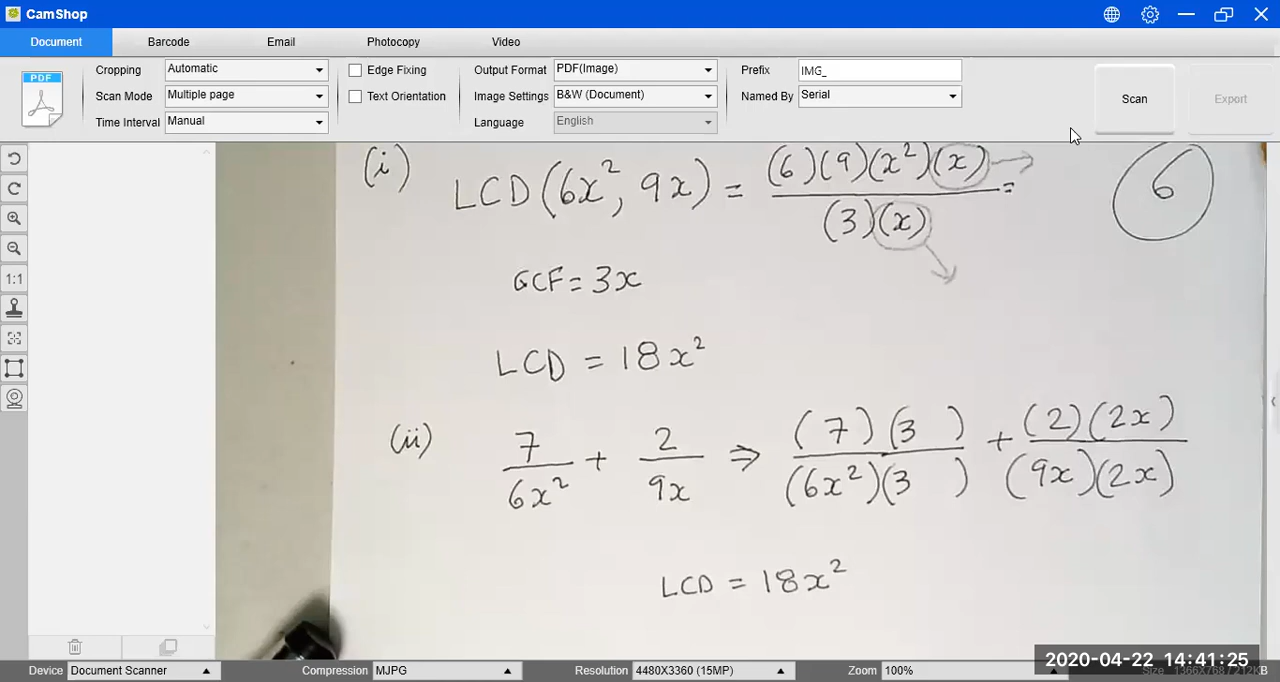 CamShop
Document Barcode Email Photocopy Video
PDF
Cropping Automatic Edge Fixing Output Format PDF(Image) Prefix IMG_
Scan Mode Multiple page Text Orientation Image Settings B&W (Document) Named By Serial Scan Export
Time Interval Manual Language English
1:1
(i) LCD(6x², 9x) = (6)(9)(x²)(x) / (3)(x) =
6
GCF = 3x
LCD = 18x²
(ii) 7/6x² + 2/9x ⇒ (7)(3 )/(6x²)(3 ) + (2)(2x)/(9x)(2x)
LCD = 18x²
2020-04-22 14:41:25
Device Document Scanner Compression MJPG Resolution 4480X3360 (15MP) Zoom 100% Size: 1366X768 / 212KB